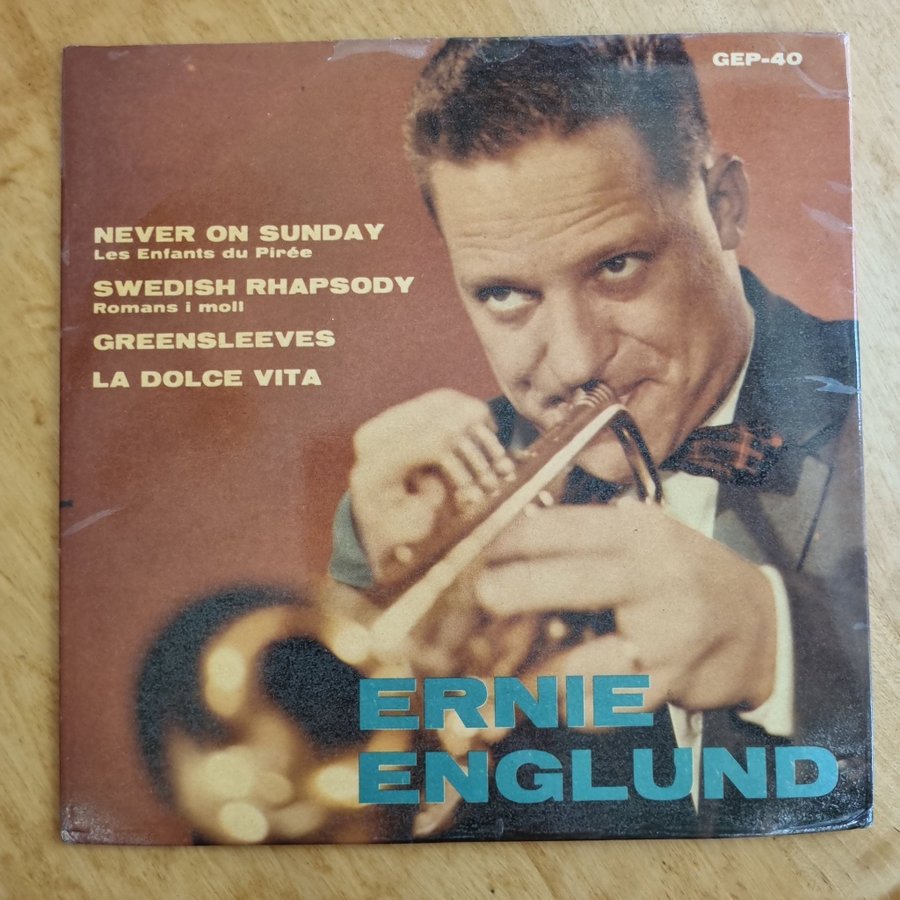 GEP-40
NEVER ON SUNDAY
Les Enfants du Pirée
SWEDISH RHAPSODY
Romans i moll
GREENSLEEVES
LA DOLCE VITA
ERNIE
ENGLUND